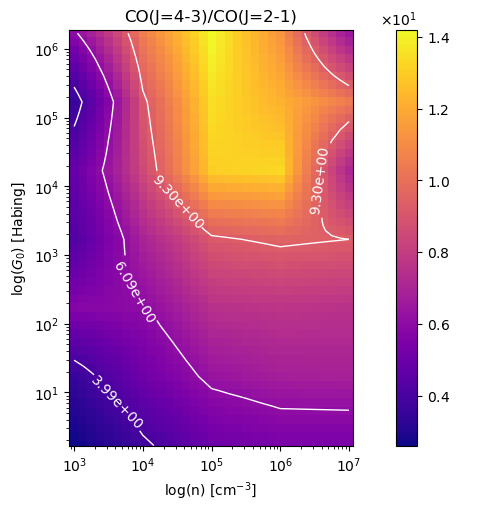 CO(J=4-3)/CO(J=2-1)
×10¹
10⁶
10⁵
10⁴
10³
10²
10¹
log(G₀) [Habing]
9.30e+00
9.30e+00
6.09e+00
3.99e+00
10³ 10⁴ 10⁵ 10⁶ 10⁷
log(n) [cm⁻³]
1.4
1.2
1.0
0.8
0.6
0.4